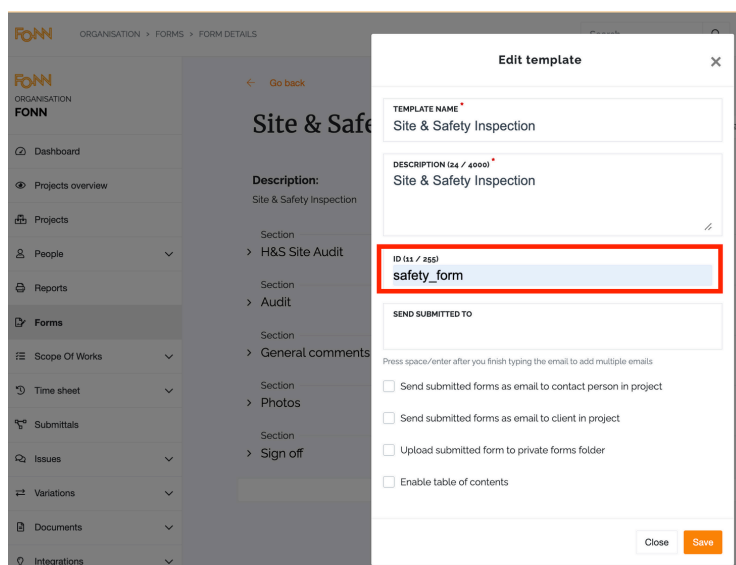 FONN
ORGANISATION > FORMS > FORM DETAILS
Search
FONN
ORGANISATION
FONN
Dashboard
Projects overview
Projects
People
Reports
Forms
Scope Of Works
Time sheet
Submittals
Issues
Variations
Documents
Integrations
← Go back
Site & Safe
Description:
Site & Safety Inspection
Section
> H&S Site Audit
Section
> Audit
Section
> General comments
Section
> Photos
Section
> Sign off
Edit template
×
TEMPLATE NAME *
Site & Safety Inspection
DESCRIPTION (24 / 4000) *
Site & Safety Inspection
ID (11 / 255)
safety_form
SEND SUBMITTED TO
Press space/enter after you finish typing the email to add multiple emails
Send submitted forms as email to contact person in project
Send submitted forms as email to client in project
Upload submitted form to private forms folder
Enable table of contents
Close
Save